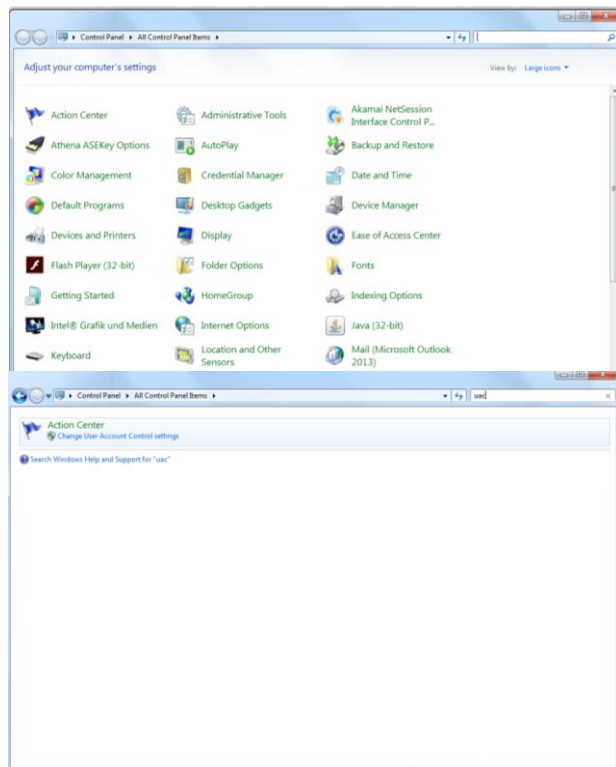 Control Panel ▸ All Control Panel Items ▸
Adjust your computer's settings
View by: Large icons
Action Center
Administrative Tools
Akamai NetSession
Interface Control P...
Athena ASEKey Options
AutoPlay
Backup and Restore
Color Management
Credential Manager
Date and Time
Default Programs
Desktop Gadgets
Device Manager
Devices and Printers
Display
Ease of Access Center
Flash Player (32-bit)
Folder Options
Fonts
Getting Started
HomeGroup
Indexing Options
Intel® Grafik und Medien
Internet Options
Java (32-bit)
Keyboard
Location and Other
Sensors
Mail (Microsoft Outlook
2013)
Control Panel ▸ All Control Panel Items ▸
uac
Action Center
Change User Account Control settings
Search Windows Help and Support for "uac"